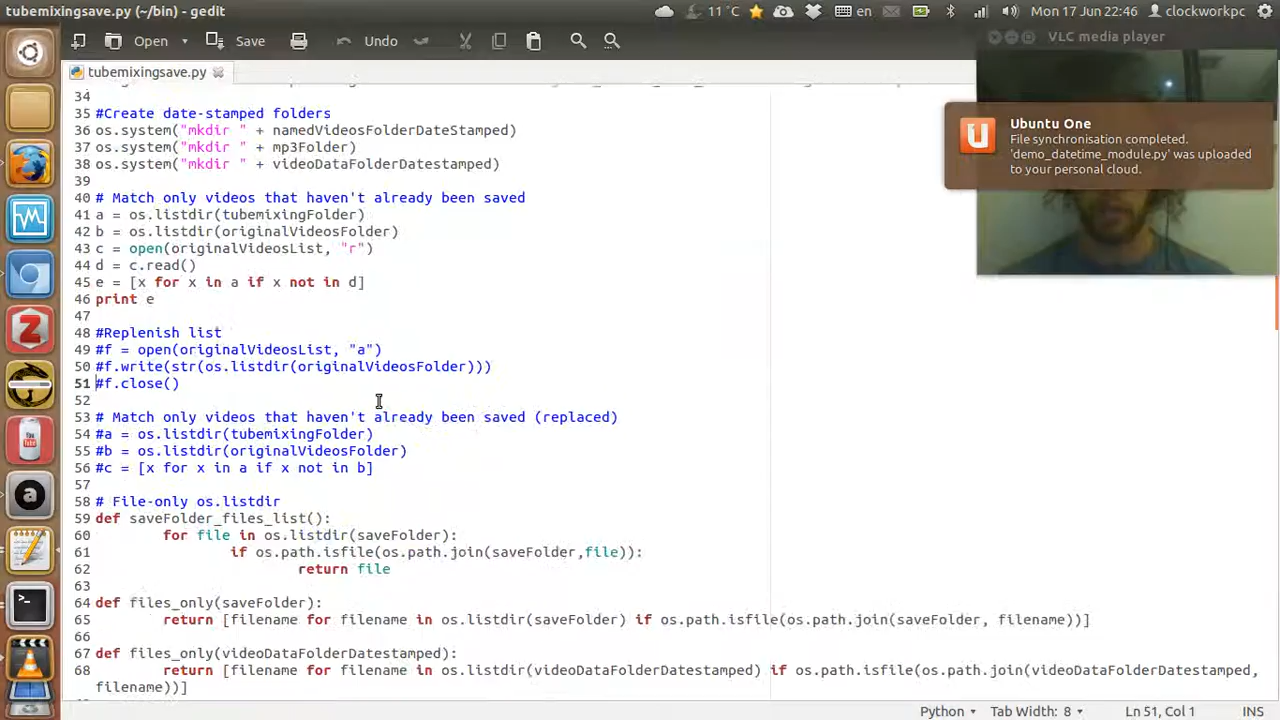 tubemixingsave.py (~/bin) - gedit
11 °C
en
Mon 17 Jun 22:46
clockworkpc
Open
Save
Undo
VLC media player
tubemixingsave.py
Ubuntu One
File synchronisation completed.
'demo_datetime_module.py' was uploaded
to your personal cloud.
34
35 #Create date-stamped folders
36 os.system("mkdir " + namedVideosFolderDateStamped)
37 os.system("mkdir " + mp3Folder)
38 os.system("mkdir " + videoDataFolderDatestamped)
39
40 # Match only videos that haven't already been saved
41 a = os.listdir(tubemixingFolder)
42 b = os.listdir(originalVideosFolder)
43 c = open(originalVideosList, "r")
44 d = c.read()
45 e = [x for x in a if x not in d]
46 print e
47
48 #Replenish list
49 #f = open(originalVideosList, "a")
50 #f.write(str(os.listdir(originalVideosFolder)))
51 #f.close()
52
53 # Match only videos that haven't already been saved (replaced)
54 #a = os.listdir(tubemixingFolder)
55 #b = os.listdir(originalVideosFolder)
56 #c = [x for x in a if x not in b]
57
58 # File-only os.listdir
59 def saveFolder_files_list():
60 for file in os.listdir(saveFolder):
61 if os.path.isfile(os.path.join(saveFolder,file)):
62 return file
63
64 def files_only(saveFolder):
65 return [filename for filename in os.listdir(saveFolder) if os.path.isfile(os.path.join(saveFolder, filename))]
66
67 def files_only(videoDataFolderDatestamped):
68 return [filename for filename in os.listdir(videoDataFolderDatestamped) if os.path.isfile(os.path.join(videoDataFolderDatestamped,
filename))]
Python
Tab Width: 8
Ln 51, Col 1
INS